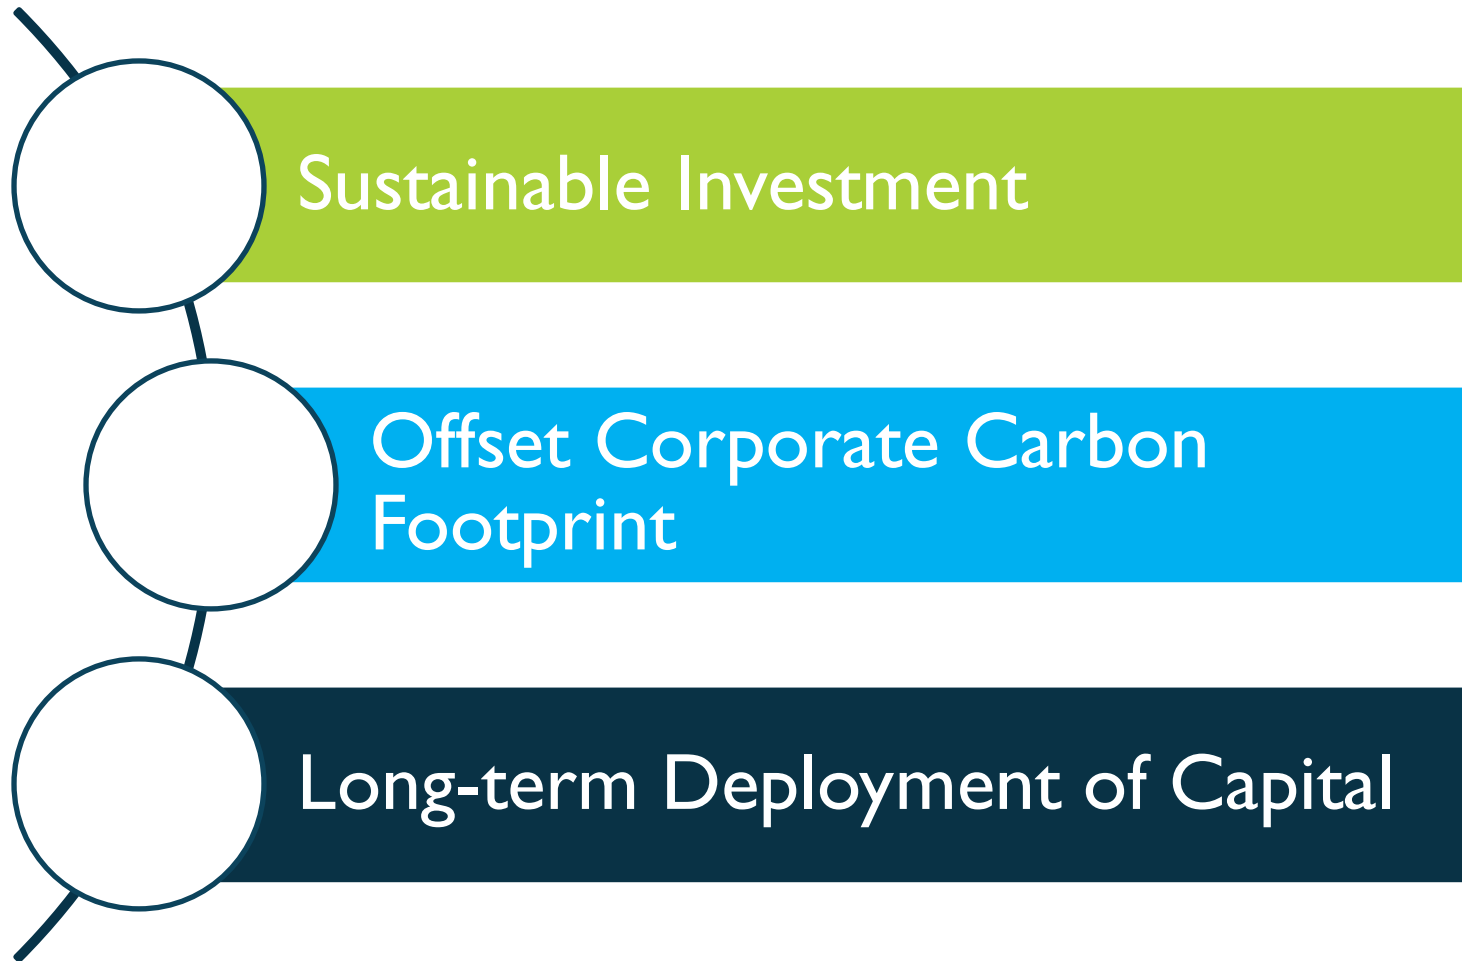 Sustainable Investment
Offset Corporate Carbon
Footprint
Long-term Deployment of Capital